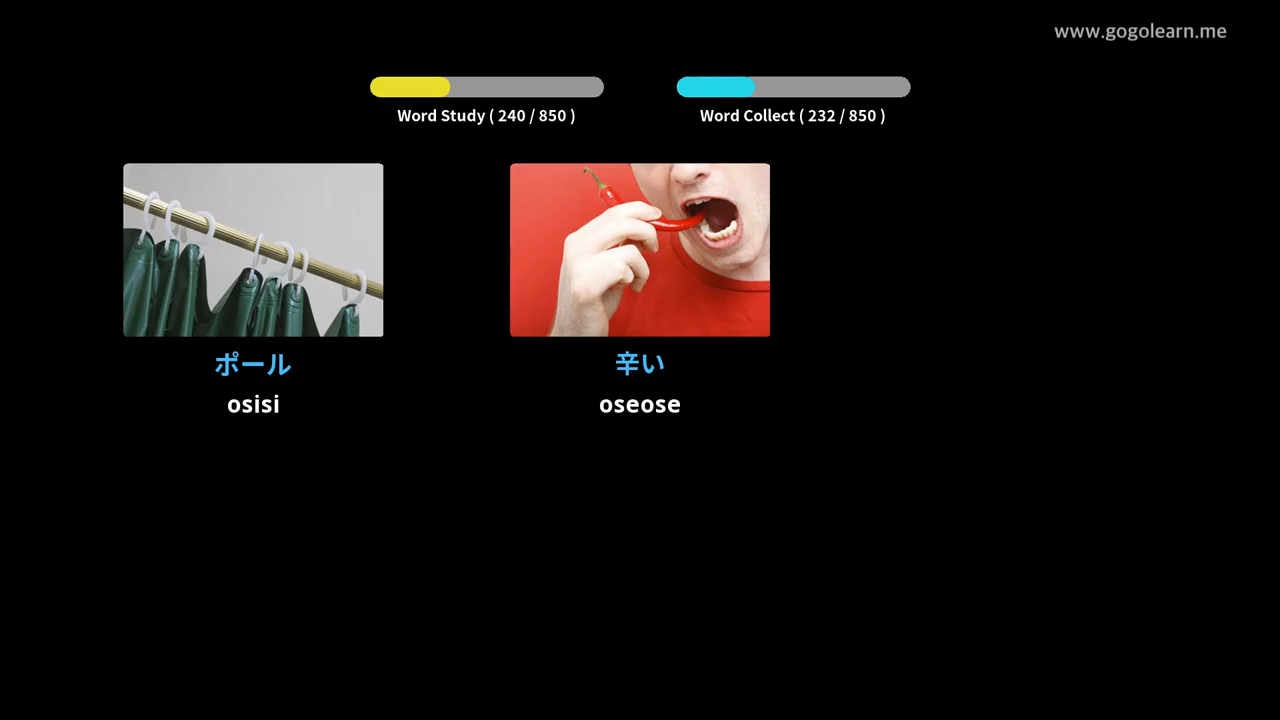 www.gogolearn.me
Word Study ( 240 / 850 )
Word Collect ( 232 / 850 )
ポール
osisi
辛い
oseose